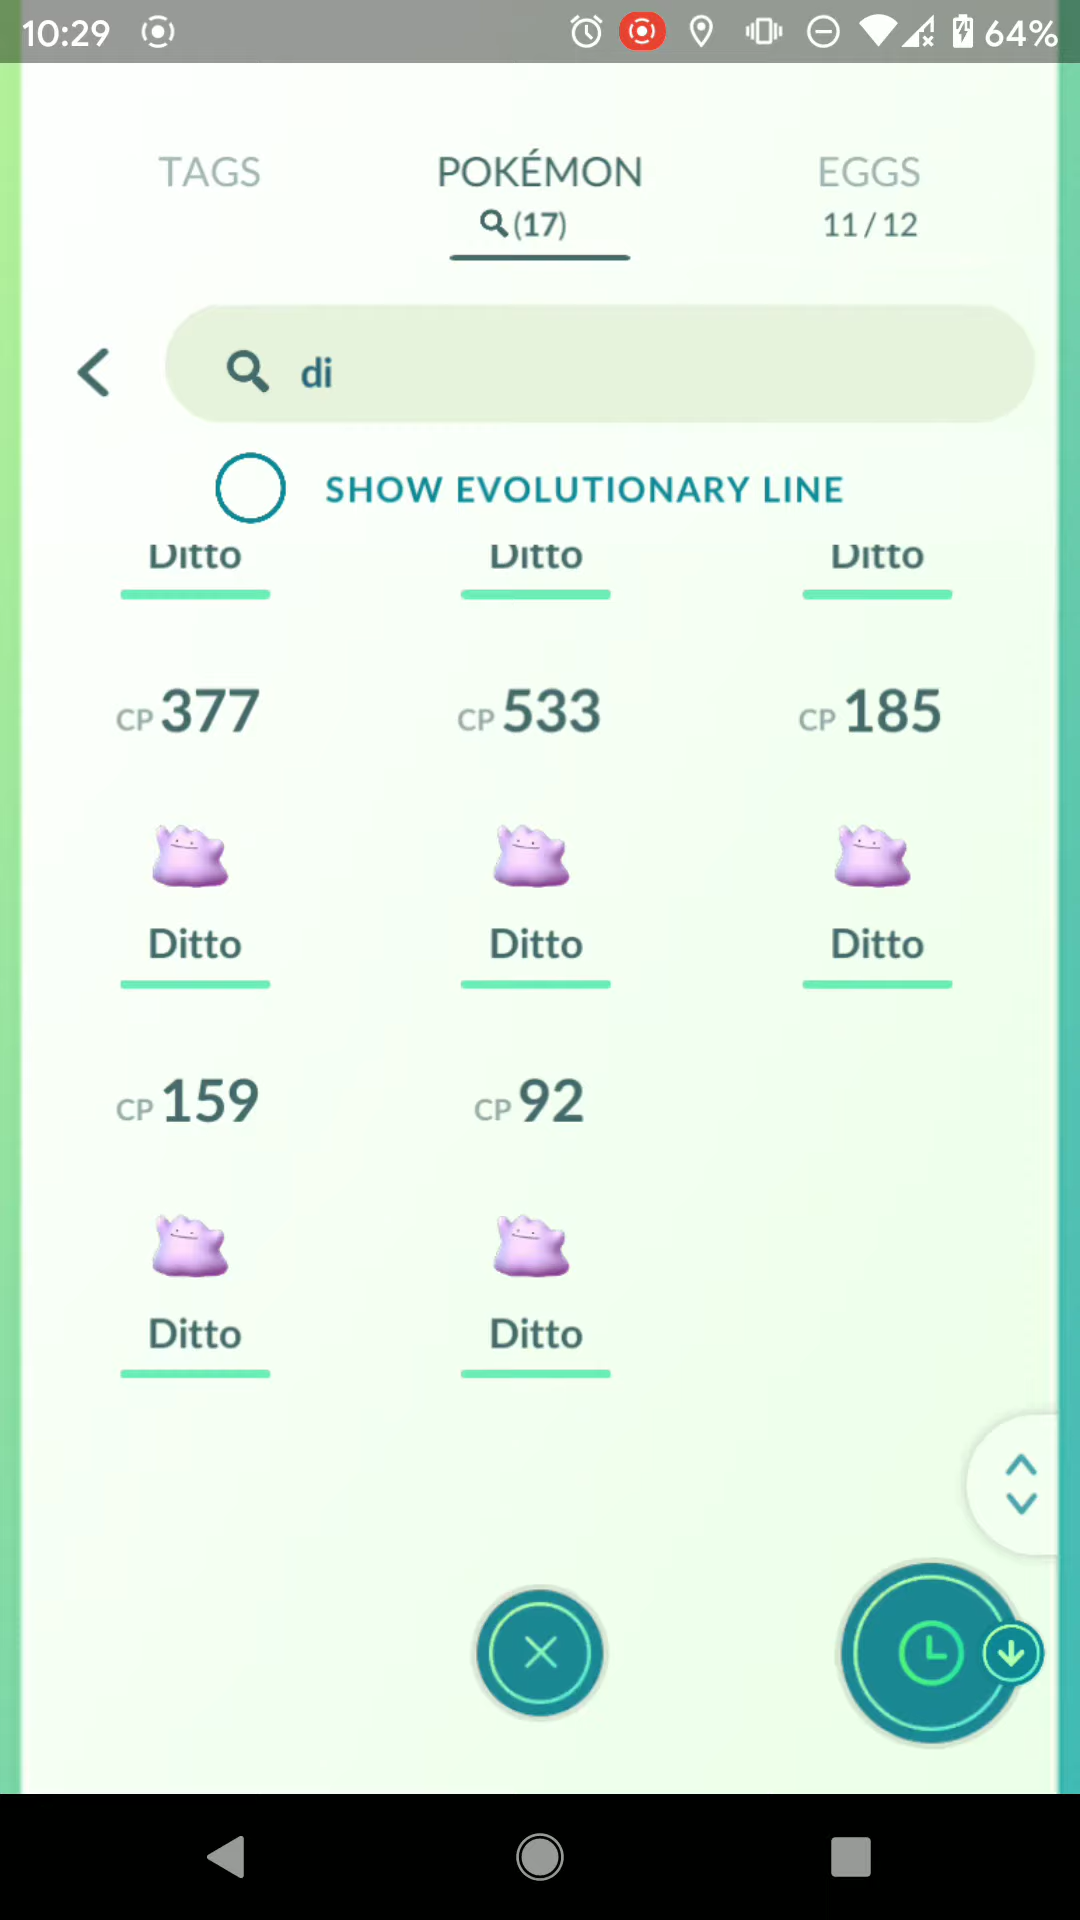 10:29 64%
TAGS POKÉMON EGGS
(17) 11 / 12
di
SHOW EVOLUTIONARY LINE
Ditto Ditto Ditto
CP 377 CP 533 CP 185
Ditto Ditto Ditto
CP 159 CP 92
Ditto Ditto